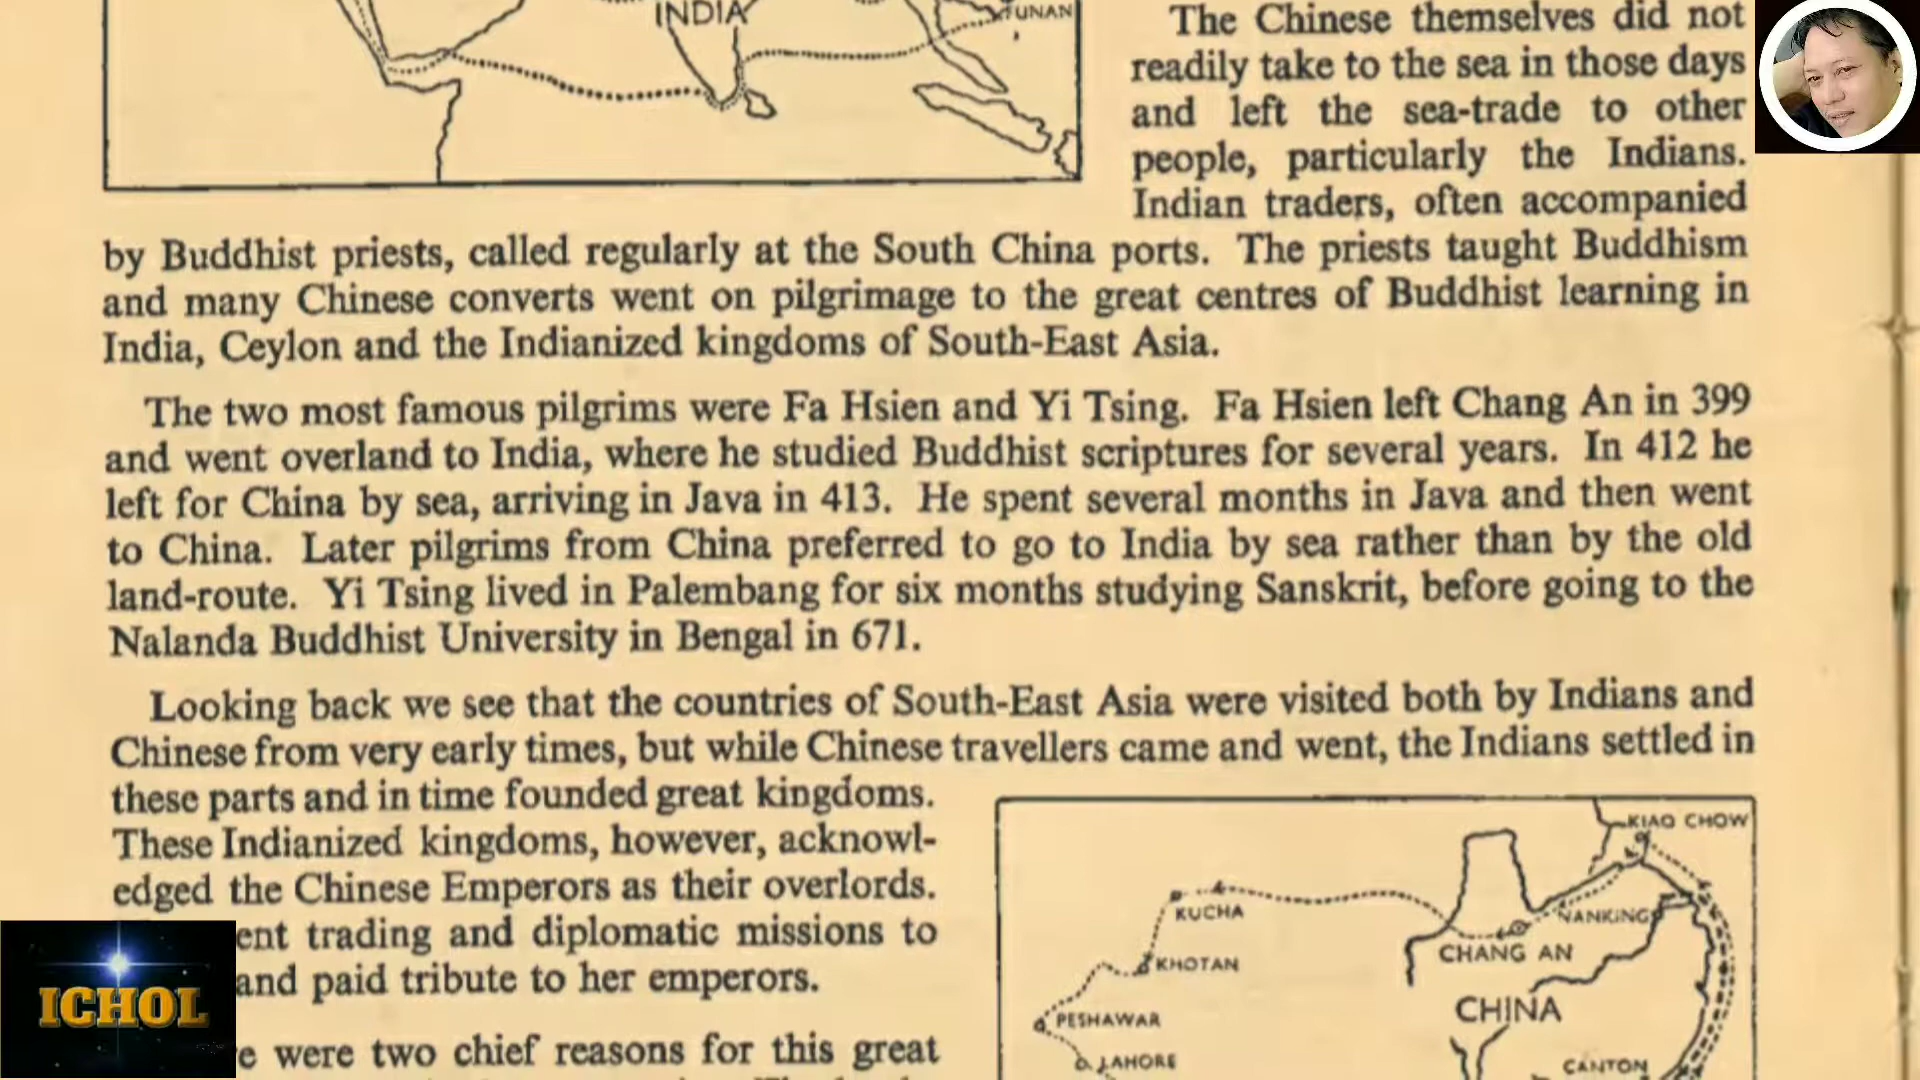 INDIA
FUNAN
The Chinese themselves did not
readily take to the sea in those days
and left the sea-trade to other
people, particularly the Indians.
Indian traders, often accompanied
by Buddhist priests, called regularly at the South China ports. The priests taught Buddhism
and many Chinese converts went on pilgrimage to the great centres of Buddhist learning in
India, Ceylon and the Indianized kingdoms of South-East Asia.
The two most famous pilgrims were Fa Hsien and Yi Tsing. Fa Hsien left Chang An in 399
and went overland to India, where he studied Buddhist scriptures for several years. In 412 he
left for China by sea, arriving in Java in 413. He spent several months in Java and then went
to China. Later pilgrims from China preferred to go to India by sea rather than by the old
land-route. Yi Tsing lived in Palembang for six months studying Sanskrit, before going to the
Nalanda Buddhist University in Bengal in 671.
Looking back we see that the countries of South-East Asia were visited both by Indians and
Chinese from very early times, but while Chinese travellers came and went, the Indians settled in
these parts and in time founded great kingdoms.
These Indianized kingdoms, however, acknowl-
edged the Chinese Emperors as their overlords.
ent trading and diplomatic missions to
and paid tribute to her emperors.
e were two chief reasons for this great
KIAO CHOW
KUCHA
NANKING
CHANG AN
KHOTAN
CHINA
PESHAWAR
LAHORE
CANTON
ICHOL